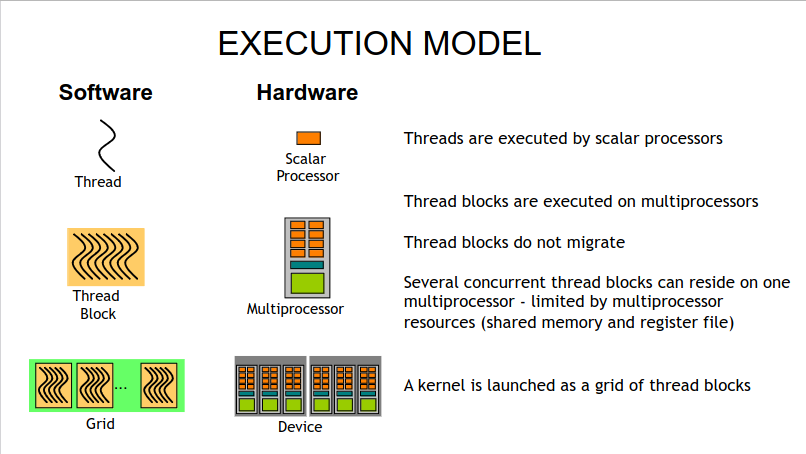 EXECUTION MODEL
Software
Hardware
Thread
Scalar
Processor
Threads are executed by scalar processors
Thread
Block
Multiprocessor
Thread blocks are executed on multiprocessors
Thread blocks do not migrate
Several concurrent thread blocks can reside on one
multiprocessor - limited by multiprocessor
resources (shared memory and register file)
...
Grid
Device
A kernel is launched as a grid of thread blocks